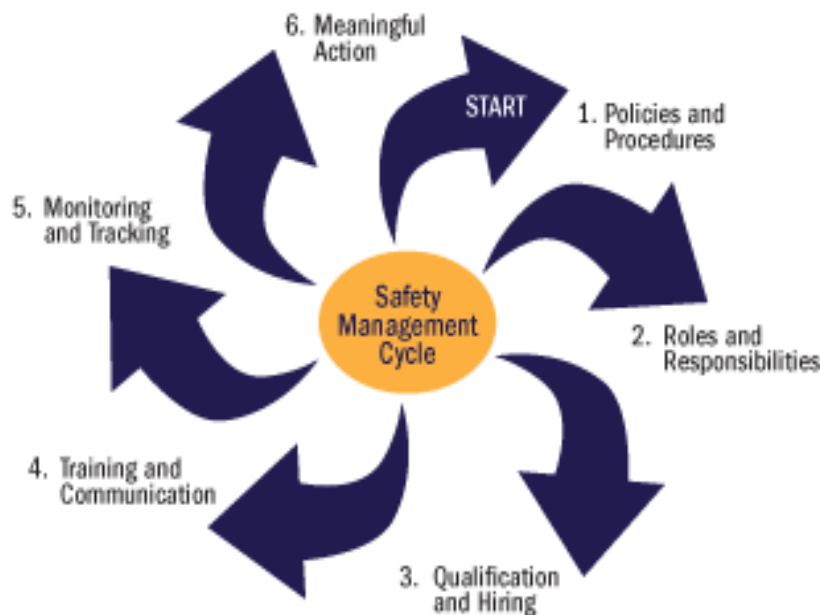 START
1. Policies and
Procedures
2. Roles and
Responsibilities
3. Qualification
and Hiring
4. Training and
Communication
5. Monitoring
and Tracking
6. Meaningful
Action
Safety
Management
Cycle